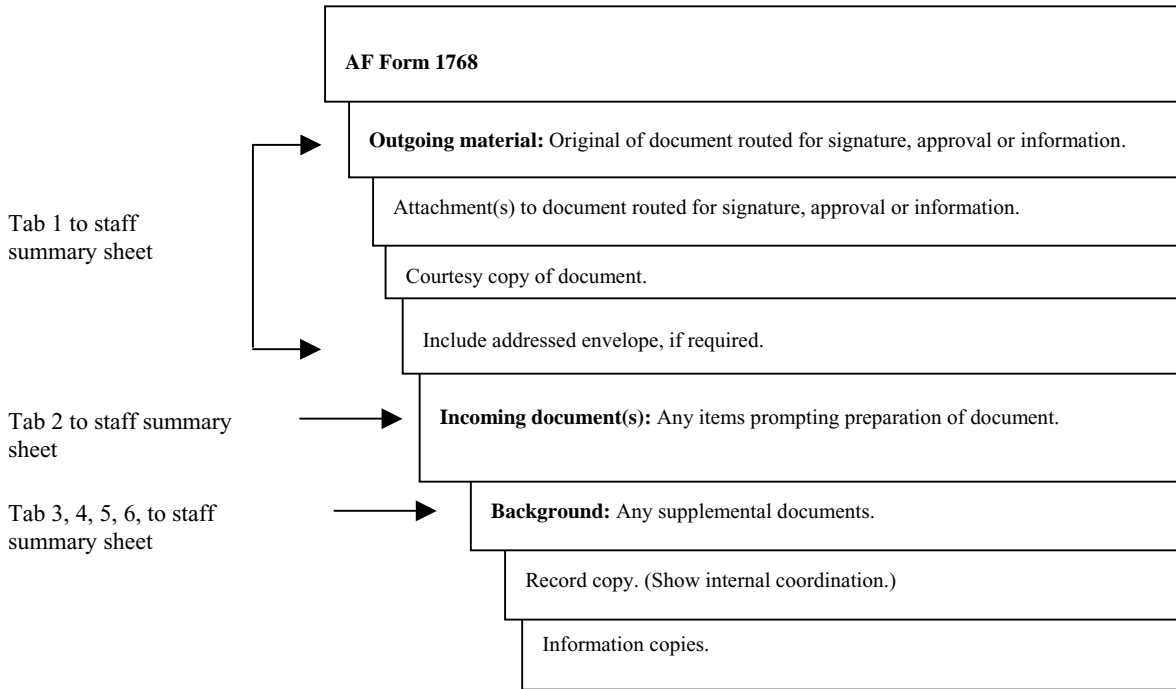 AF Form 1768
Outgoing material: Original of document routed for signature, approval or information.
Attachment(s) to document routed for signature, approval or information.
Tab 1 to staff
summary sheet
Courtesy copy of document.
Include addressed envelope, if required.
Tab 2 to staff summary
sheet
Incoming document(s): Any items prompting preparation of document.
Tab 3, 4, 5, 6, to staff
summary sheet
Background: Any supplemental documents.
Record copy. (Show internal coordination.)
Information copies.